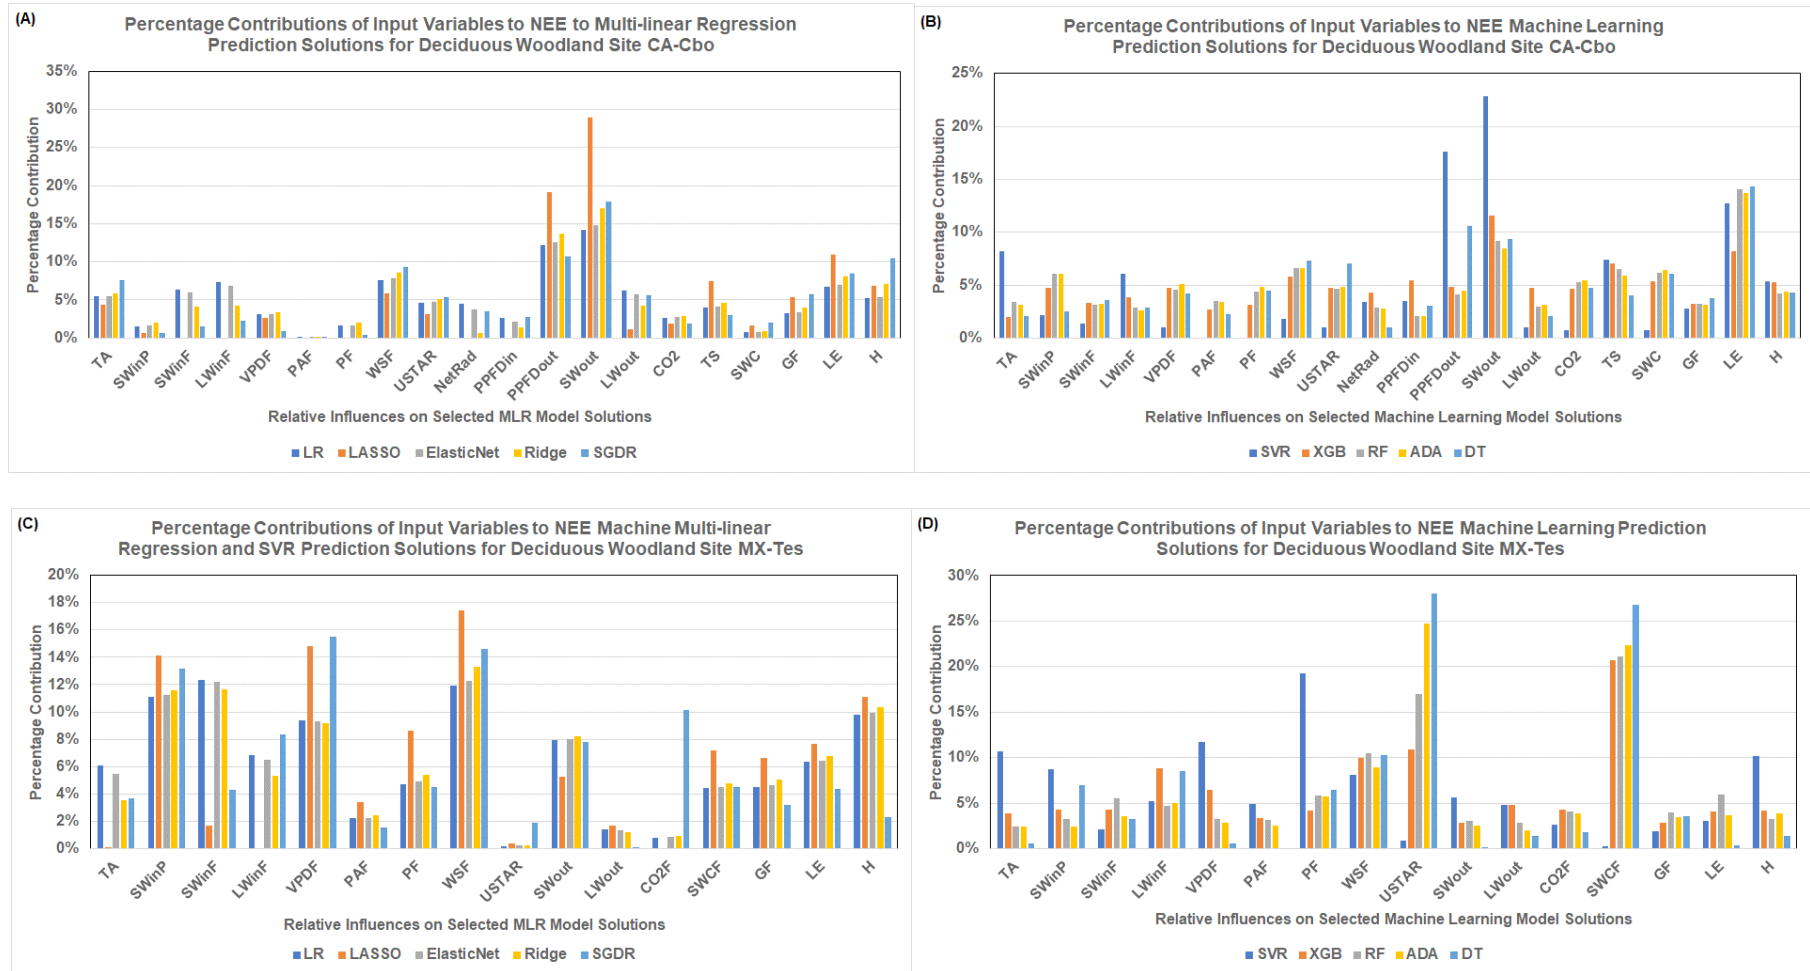 (A)
Percentage Contributions of Input Variables to NEE to Multi-linear Regression
Prediction Solutions for Deciduous Woodland Site CA-Cbo
35%
30%
25%
20%
15%
10%
5%
0%
Percentage Contribution
TA
SWinP
SWinF
LWinF
VPDF
PAF
PF
WSF
USTAR
NetRad
PPFDin
PPFDout
SWout
LWout
CO2
TS
SWC
GF
LE
H
Relative Influences on Selected MLR Model Solutions
LR LASSO ElasticNet Ridge SGDR
(B)
Percentage Contributions of Input Variables to NEE Machine Learning
Prediction Solutions for Deciduous Woodland Site CA-Cbo
25%
20%
15%
10%
5%
0%
Percentage Contribution
TA
SWinP
SWinF
LWinF
VPDF
PAF
PF
WSF
USTAR
NetRad
PPFDin
PPFDout
SWout
LWout
CO2
TS
SWC
GF
LE
H
Relative Influences on Selected Machine Learning Model Solutions
SVR XGB RF ADA DT
(C)
Percentage Contributions of Input Variables to NEE Machine Multi-linear
Regression and SVR Prediction Solutions for Deciduous Woodland Site MX-Tes
20%
18%
16%
14%
12%
10%
8%
6%
4%
2%
0%
Percentage Contribution
TA
SWinP
SWinF
LWinF
VPDF
PAF
PF
WSF
USTAR
SWout
LWout
CO2F
SWCF
GF
LE
H
Relative Influences on Selected MLR Model Solutions
LR LASSO ElasticNet Ridge SGDR
(D)
Percentage Contributions of Input Variables to NEE Machine Learning Prediction
Solutions for Deciduous Woodland Site MX-Tes
30%
25%
20%
15%
10%
5%
0%
Percentage Contribution
TA
SWinP
SWinF
LWinF
VPDF
PAF
PF
WSF
USTAR
SWout
LWout
CO2F
SWCF
GF
LE
H
Relative Influences on Selected Machine Learning Model Solutions
SVR XGB RF ADA DT